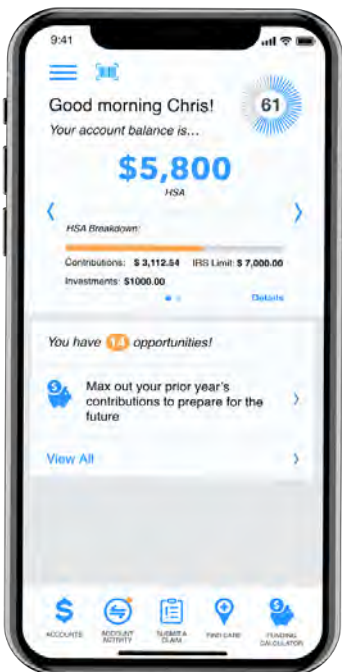 9:41
Good morning Chris!
61
Your account balance is...
$5,800
HSA
HSA Breakdown:
Contributions: $ 3,112.54 IRS Limit: $ 7,000.00
Investments: $1000.00
Details
You have 14 opportunities!
Max out your prior year's
contributions to prepare for the
future
View All
ACCOUNTS
ACCOUNT
ACTIVITY
SUBMIT A
CLAIM
FIND CARE
FUNDING
CALCULATOR